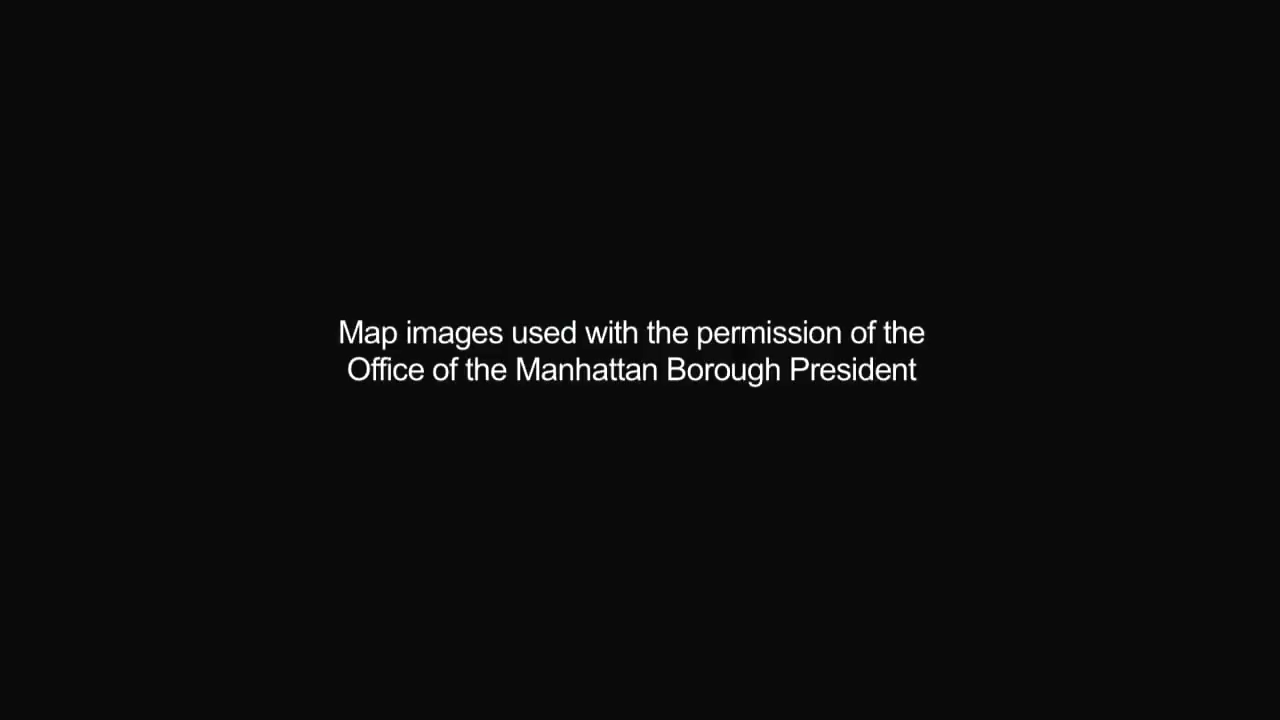 Map images used with the permission of the
Office of the Manhattan Borough President